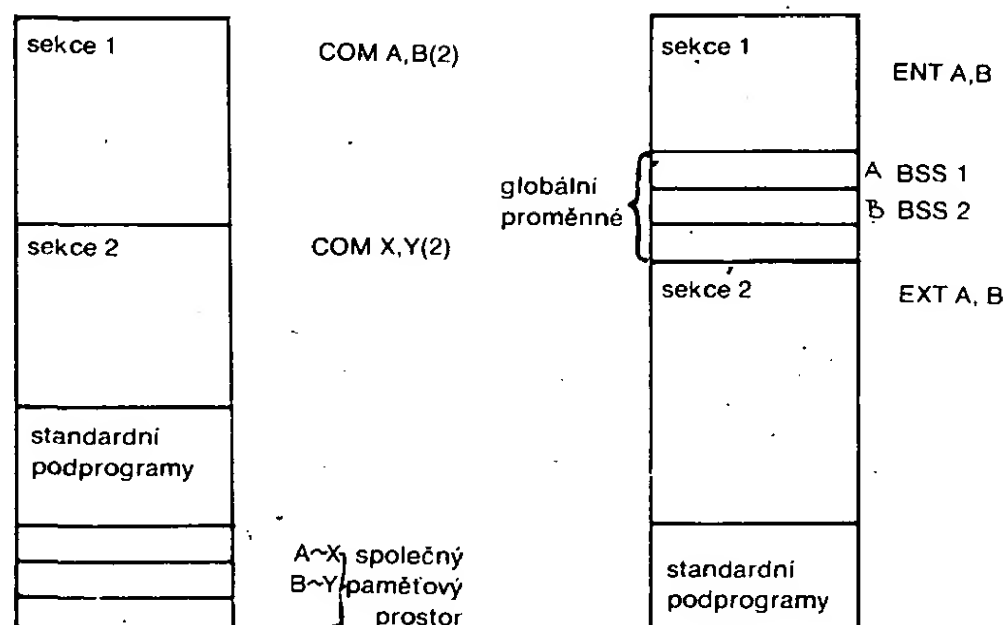 sekce 1
COM A,B(2)
sekce 2
COM X,Y(2)
standardní
podprogramy
A~X společný
B~Y paměťový
prostor
sekce 1
ENT A,B
globální
proměnné
A BSS 1
B BSS 2
sekce 2
EXT A, B
standardní
podprogramy